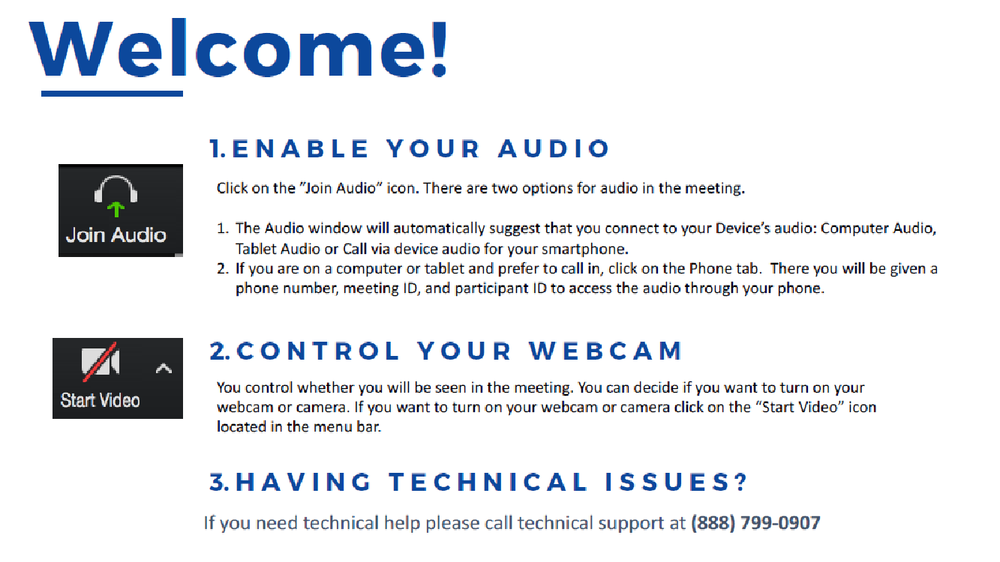 Welcome!
1. ENABLE YOUR AUDIO
Join Audio
Click on the "Join Audio" icon. There are two options for audio in the meeting.
1. The Audio window will automatically suggest that you connect to your Device's audio: Computer Audio,
Tablet Audio or Call via device audio for your smartphone.
2. If you are on a computer or tablet and prefer to call in, click on the Phone tab.  There you will be given a
phone number, meeting ID, and participant ID to access the audio through your phone.
2. CONTROL YOUR WEBCAM
Start Video
You control whether you will be seen in the meeting. You can decide if you want to turn on your
webcam or camera. If you want to turn on your webcam or camera click on the “Start Video” icon
located in the menu bar.
3. HAVING TECHNICAL ISSUES?
If you need technical help please call technical support at (888) 799-0907